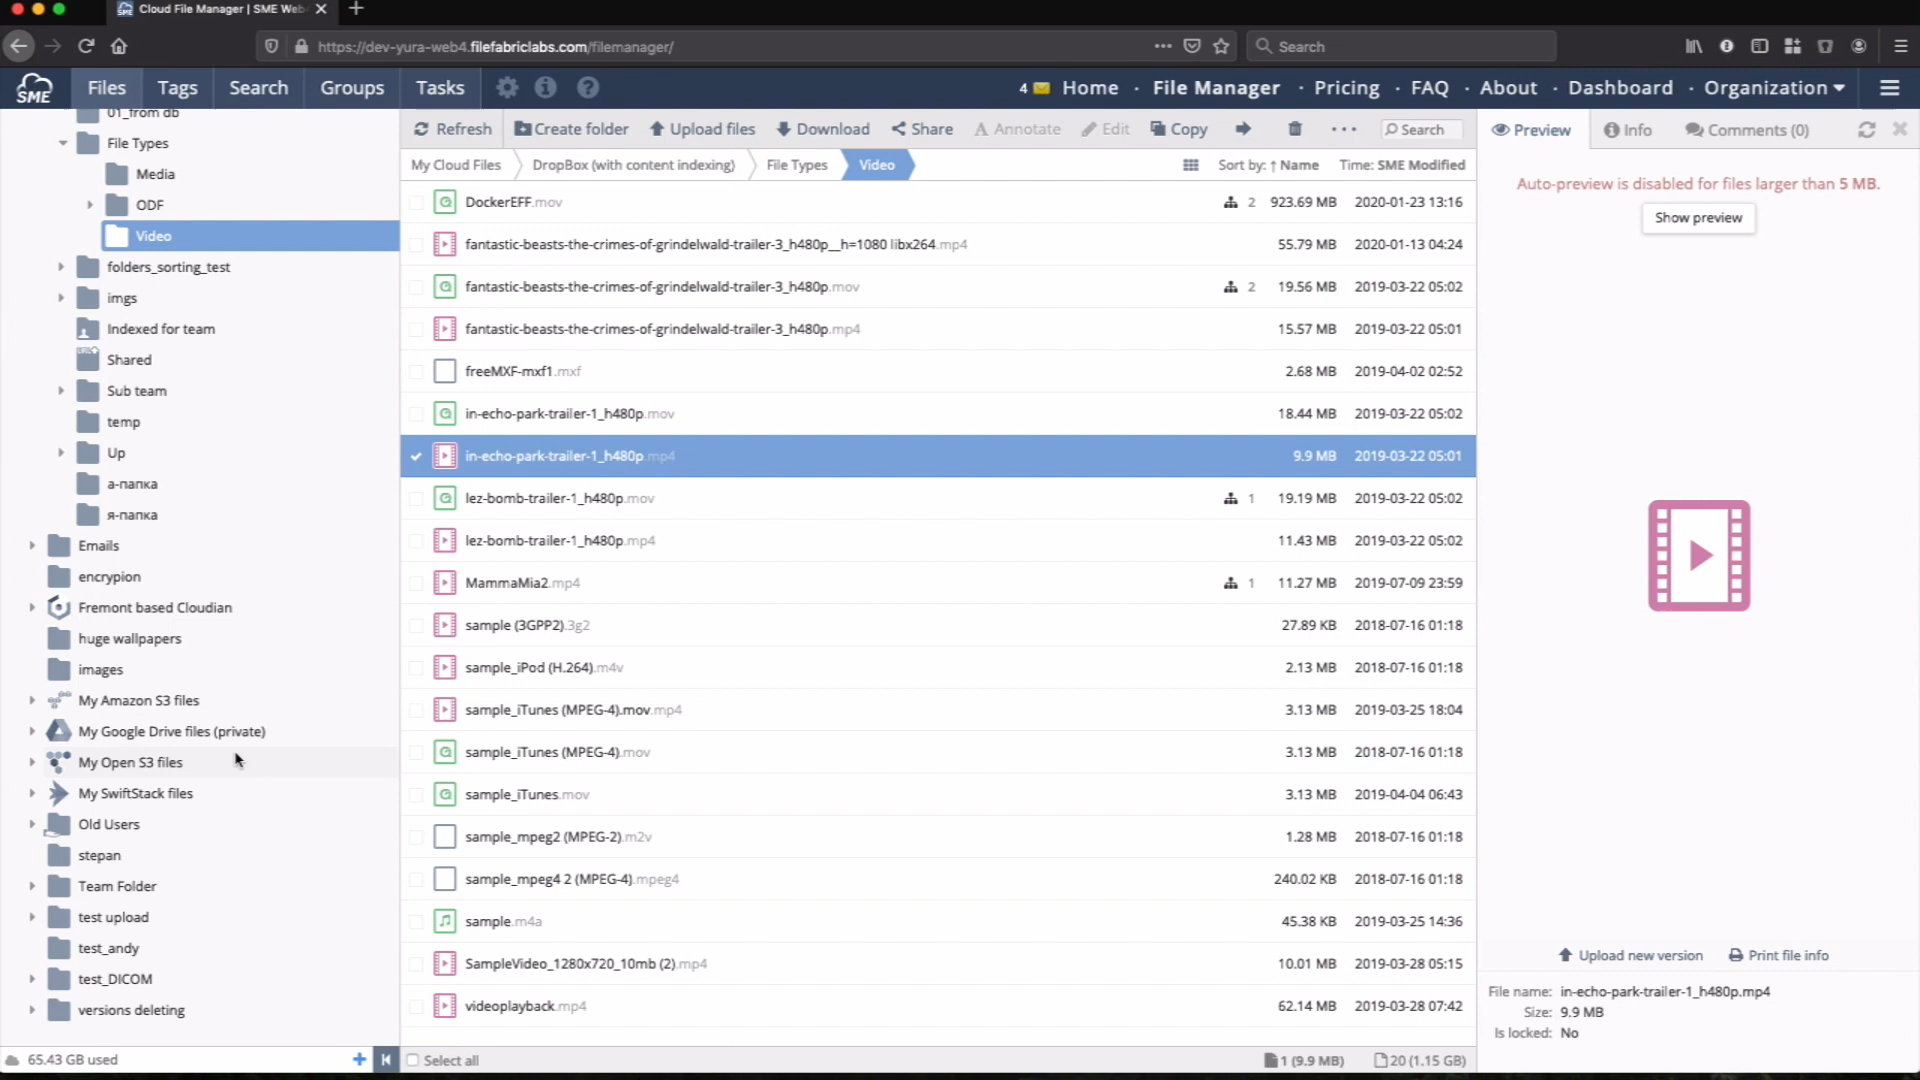 Cloud File Manager | SME Web
https://dev-yura-web4.filefabriclabs.com/filemanager/
Search
SME
Files
Tags
Search
Groups
Tasks
4
Home · File Manager · Pricing · FAQ · About · Dashboard · Organization
01_from db
File Types
Media
ODF
Video
folders_sorting_test
imgs
Indexed for team
Shared
Sub team
temp
Up
а-папка
я-папка
Emails
encrypion
Fremont based Cloudian
huge wallpapers
images
My Amazon S3 files
My Google Drive files (private)
My Open S3 files
My SwiftStack files
Old Users
stepan
Team Folder
test upload
test_andy
test_DICOM
versions deleting
65.43 GB used
Refresh
Create folder
Upload files
Download
Share
Annotate
Edit
Copy
Search
My Cloud Files
DropBox (with content indexing)
File Types
Video
Sort by: ↑ Name
Time: SME Modified
DockerEFF.mov 2 923.69 MB 2020-01-23 13:16
fantastic-beasts-the-crimes-of-grindelwald-trailer-3_h480p__h=1080 libx264.mp4 55.79 MB 2020-01-13 04:24
fantastic-beasts-the-crimes-of-grindelwald-trailer-3_h480p.mov 2 19.56 MB 2019-03-22 05:02
fantastic-beasts-the-crimes-of-grindelwald-trailer-3_h480p.mp4 15.57 MB 2019-03-22 05:01
freeMXF-mxf1.mxf 2.68 MB 2019-04-02 02:52
in-echo-park-trailer-1_h480p.mov 18.44 MB 2019-03-22 05:02
in-echo-park-trailer-1_h480p.mp4 9.9 MB 2019-03-22 05:01
lez-bomb-trailer-1_h480p.mov 1 19.19 MB 2019-03-22 05:02
lez-bomb-trailer-1_h480p.mp4 11.43 MB 2019-03-22 05:02
MammaMia2.mp4 1 11.27 MB 2019-07-09 23:59
sample (3GPP2).3g2 27.89 KB 2018-07-16 01:18
sample_iPod (H.264).m4v 2.13 MB 2018-07-16 01:18
sample_iTunes (MPEG-4).mov.mp4 3.13 MB 2019-03-25 18:04
sample_iTunes (MPEG-4).mov 3.13 MB 2018-07-16 01:18
sample_iTunes.mov 3.13 MB 2019-04-04 06:43
sample_mpeg2 (MPEG-2).m2v 1.28 MB 2018-07-16 01:18
sample_mpeg4 2 (MPEG-4).mpeg4 240.02 KB 2018-07-16 01:18
sample.m4a 45.38 KB 2019-03-25 14:36
SampleVideo_1280x720_10mb (2).mp4 10.01 MB 2019-03-28 05:15
videoplayback.mp4 62.14 MB 2019-03-28 07:42
Select all
1 (9.9 MB)
20 (1.15 GB)
Preview
Info
Comments (0)
Auto-preview is disabled for files larger than 5 MB.
Show preview
Upload new version
Print file info
File name: in-echo-park-trailer-1_h480p.mp4
Size: 9.9 MB
Is locked: No